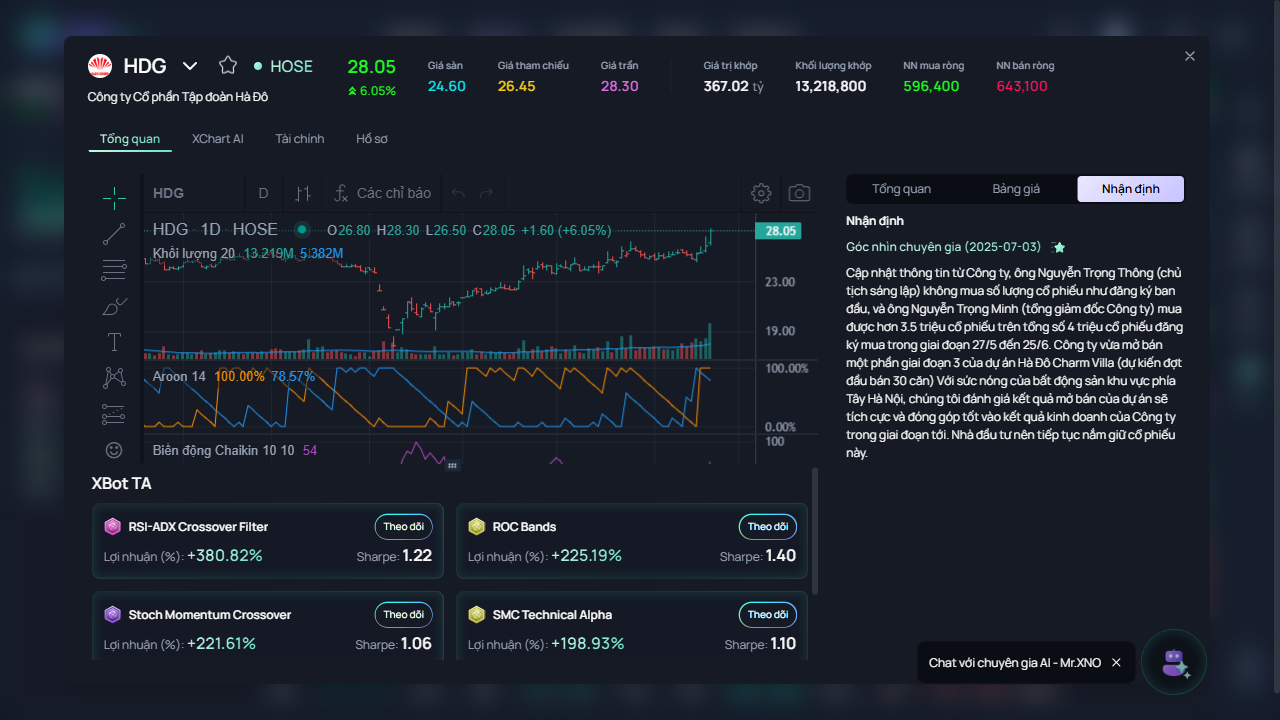 HDG
HOSE
Công ty Cổ phần Tập đoàn Hà Đô
28.05
6.05%
Giá sàn
24.60
Giá tham chiếu
26.45
Giá trần
28.30
Giá trị khớp
367.02 tỷ
Khối lượng khớp
13,218,800
NN mua ròng
596,400
NN bán ròng
643,100
Tổng quan
XChart AI
Tài chính
Hồ sơ
HDG
D
Các chỉ báo
HDG 1D HOSE
O26.80 H28.30 L26.50 C28.05 +1.60 (+6.05%)
Khối lượng 20 13.219M 5.382M
28.05
23.00
19.00
Aroon 14 100.00% 78.57%
100.00%
0.00%
Biến động Chaikin 10 10 54
100
Tổng quan
Bảng giá
Nhận định
Nhận định
Góc nhìn chuyên gia (2025-07-03)
Cập nhật thông tin từ Công ty, ông Nguyễn Trọng Thông (chủ
tịch sáng lập) không mua số lượng cổ phiếu như đăng ký ban
đầu, và ông Nguyễn Trọng Minh (tổng giám đốc Công ty) mua
được hơn 3.5 triệu cổ phiếu trên tổng số 4 triệu cổ phiếu đăng
ký mua trong giai đoạn 27/5 đến 25/6. Công ty vừa mở bán
một phần giai đoạn 3 của dự án Hà Đô Charm Villa (dự kiến đợt
đầu bán 30 căn) Với sức nóng của bất động sản khu vực phía
Tây Hà Nội, chúng tôi đánh giá kết quả mở bán của dự án sẽ
tích cực và đóng góp tốt vào kết quả kinh doanh của Công ty
trong giai đoạn tới. Nhà đầu tư nên tiếp tục nắm giữ cổ phiếu
này.
XBot TA
RSI-ADX Crossover Filter
Theo dõi
Lợi nhuận (%): +380.82%
Sharpe: 1.22
ROC Bands
Theo dõi
Lợi nhuận (%): +225.19%
Sharpe: 1.40
Stoch Momentum Crossover
Theo dõi
Lợi nhuận (%): +221.61%
Sharpe: 1.06
SMC Technical Alpha
Theo dõi
Lợi nhuận (%): +198.93%
Sharpe: 1.10
Chat với chuyên gia AI - Mr.XNO